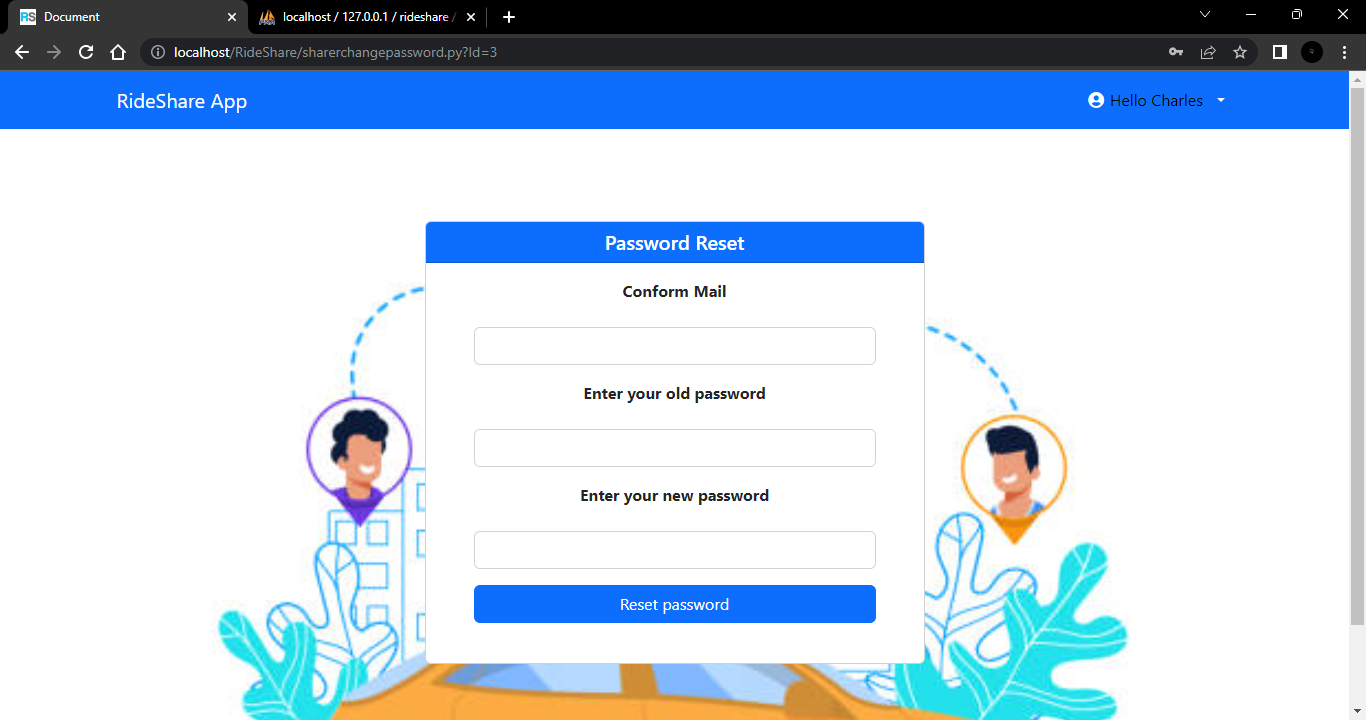 RS Document
localhost / 127.0.0.1 / rideshare /
localhost/RideShare/sharerchangepassword.py?Id=3
RideShare App
Hello Charles
Password Reset
Conform Mail
Enter your old password
Enter your new password
Reset password